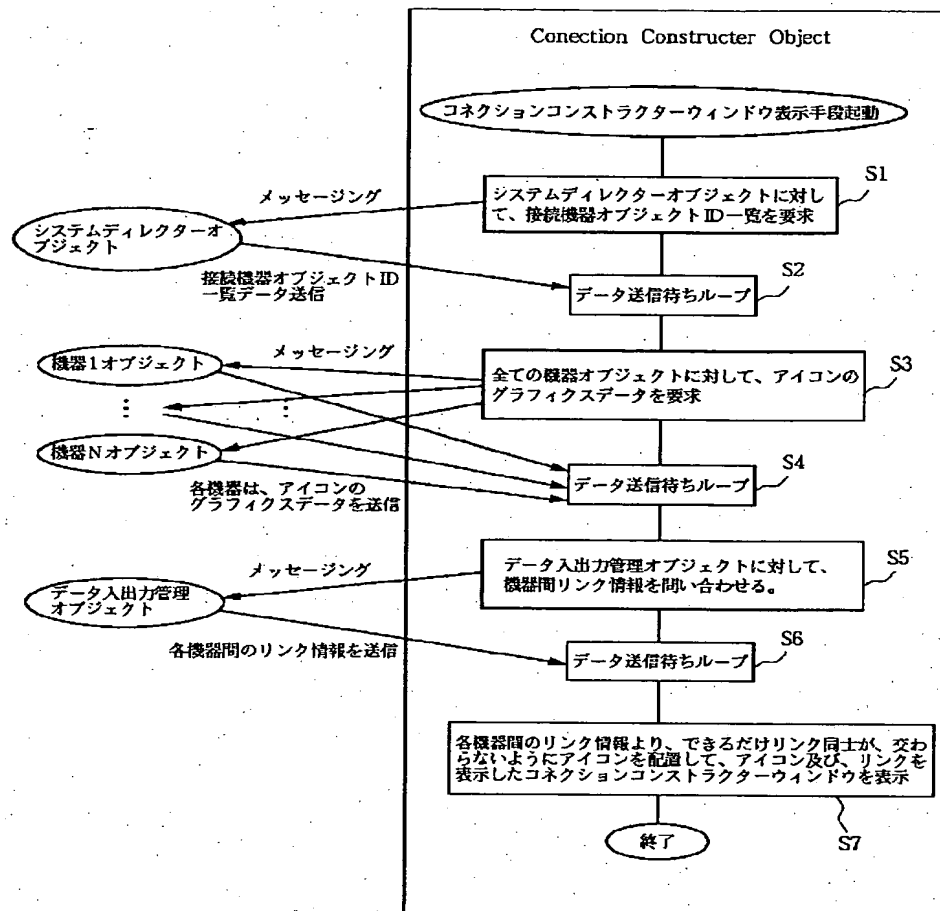 Conection Constructer Object
コネクションコンストラクターウィンドウ表示手段起動
S1
メッセージング
システムディレクターオブジェクトに対し
て、接続機器オブジェクトID一覧を要求
システムディレクターオ
ブジェクト
接続機器オブジェクトID
一覧データ送信
S2
データ送信待ちループ
機器1オブジェクト
メッセージング
S3
全ての機器オブジェクトに対して、アイコンの
グラフィクスデータを要求
機器Nオブジェクト
S4
データ送信待ちループ
各機器は、アイコンの
グラフィクスデータを送信
メッセージング
S5
データ入出力管理オブジェクトに対して、
機器間リンク情報を問い合わせる。
データ入出力管理
オブジェクト
各機器間のリンク情報を送信
S6
データ送信待ちループ
各機器間のリンク情報より、できるだけリンク同士が、交わ
らないようにアイコンを配置して、アイコン及び、リンクを
表示したコネクションコンストラクターウィンドウを表示
S7
終了